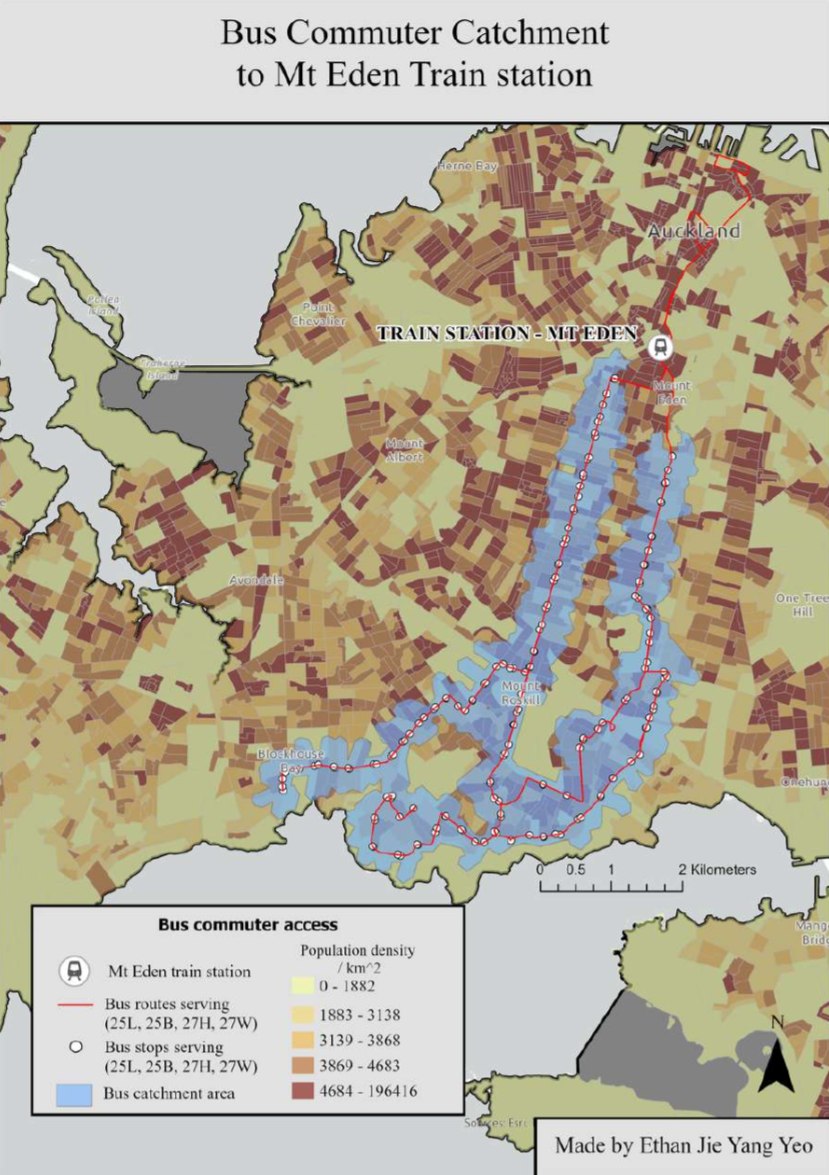 Bus Commuter Catchment
to Mt Eden Train station
Herne Bay
Auckland
Point
Chevalier
TRAIN STATION - MT EDEN
Mount
Eden
Mount
Albert
Avondale
One Tree
Hill
Mount
Roskill
Blockhouse
Bay
0 0.5 1 2 Kilometers
Bus commuter access
Mt Eden train station
Bus routes serving
(25L, 25B, 27H, 27W)
Bus stops serving
(25L, 25B, 27H, 27W)
Bus catchment area
Population density
/ km^2
0 - 1882
1883 - 3138
3139 - 3868
3869 - 4683
4684 - 196416
Mang
Bridg
N
Sources: Esri
Made by Ethan Jie Yang Yeo